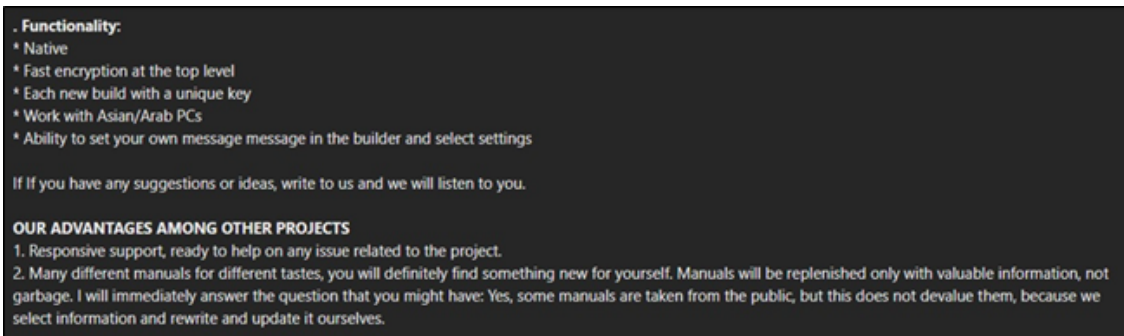 . Functionality:
* Native
* Fast encryption at the top level
* Each new build with a unique key
* Work with Asian/Arab PCs
* Ability to set your own message message in the builder and select settings
If If you have any suggestions or ideas, write to us and we will listen to you.
OUR ADVANTAGES AMONG OTHER PROJECTS
1. Responsive support, ready to help on any issue related to the project.
2. Many different manuals for different tastes, you will definitely find something new for yourself. Manuals will be replenished only with valuable information, not
garbage. I will immediately answer the question that you might have: Yes, some manuals are taken from the public, but this does not devalue them, because we
select information and rewrite and update it ourselves.